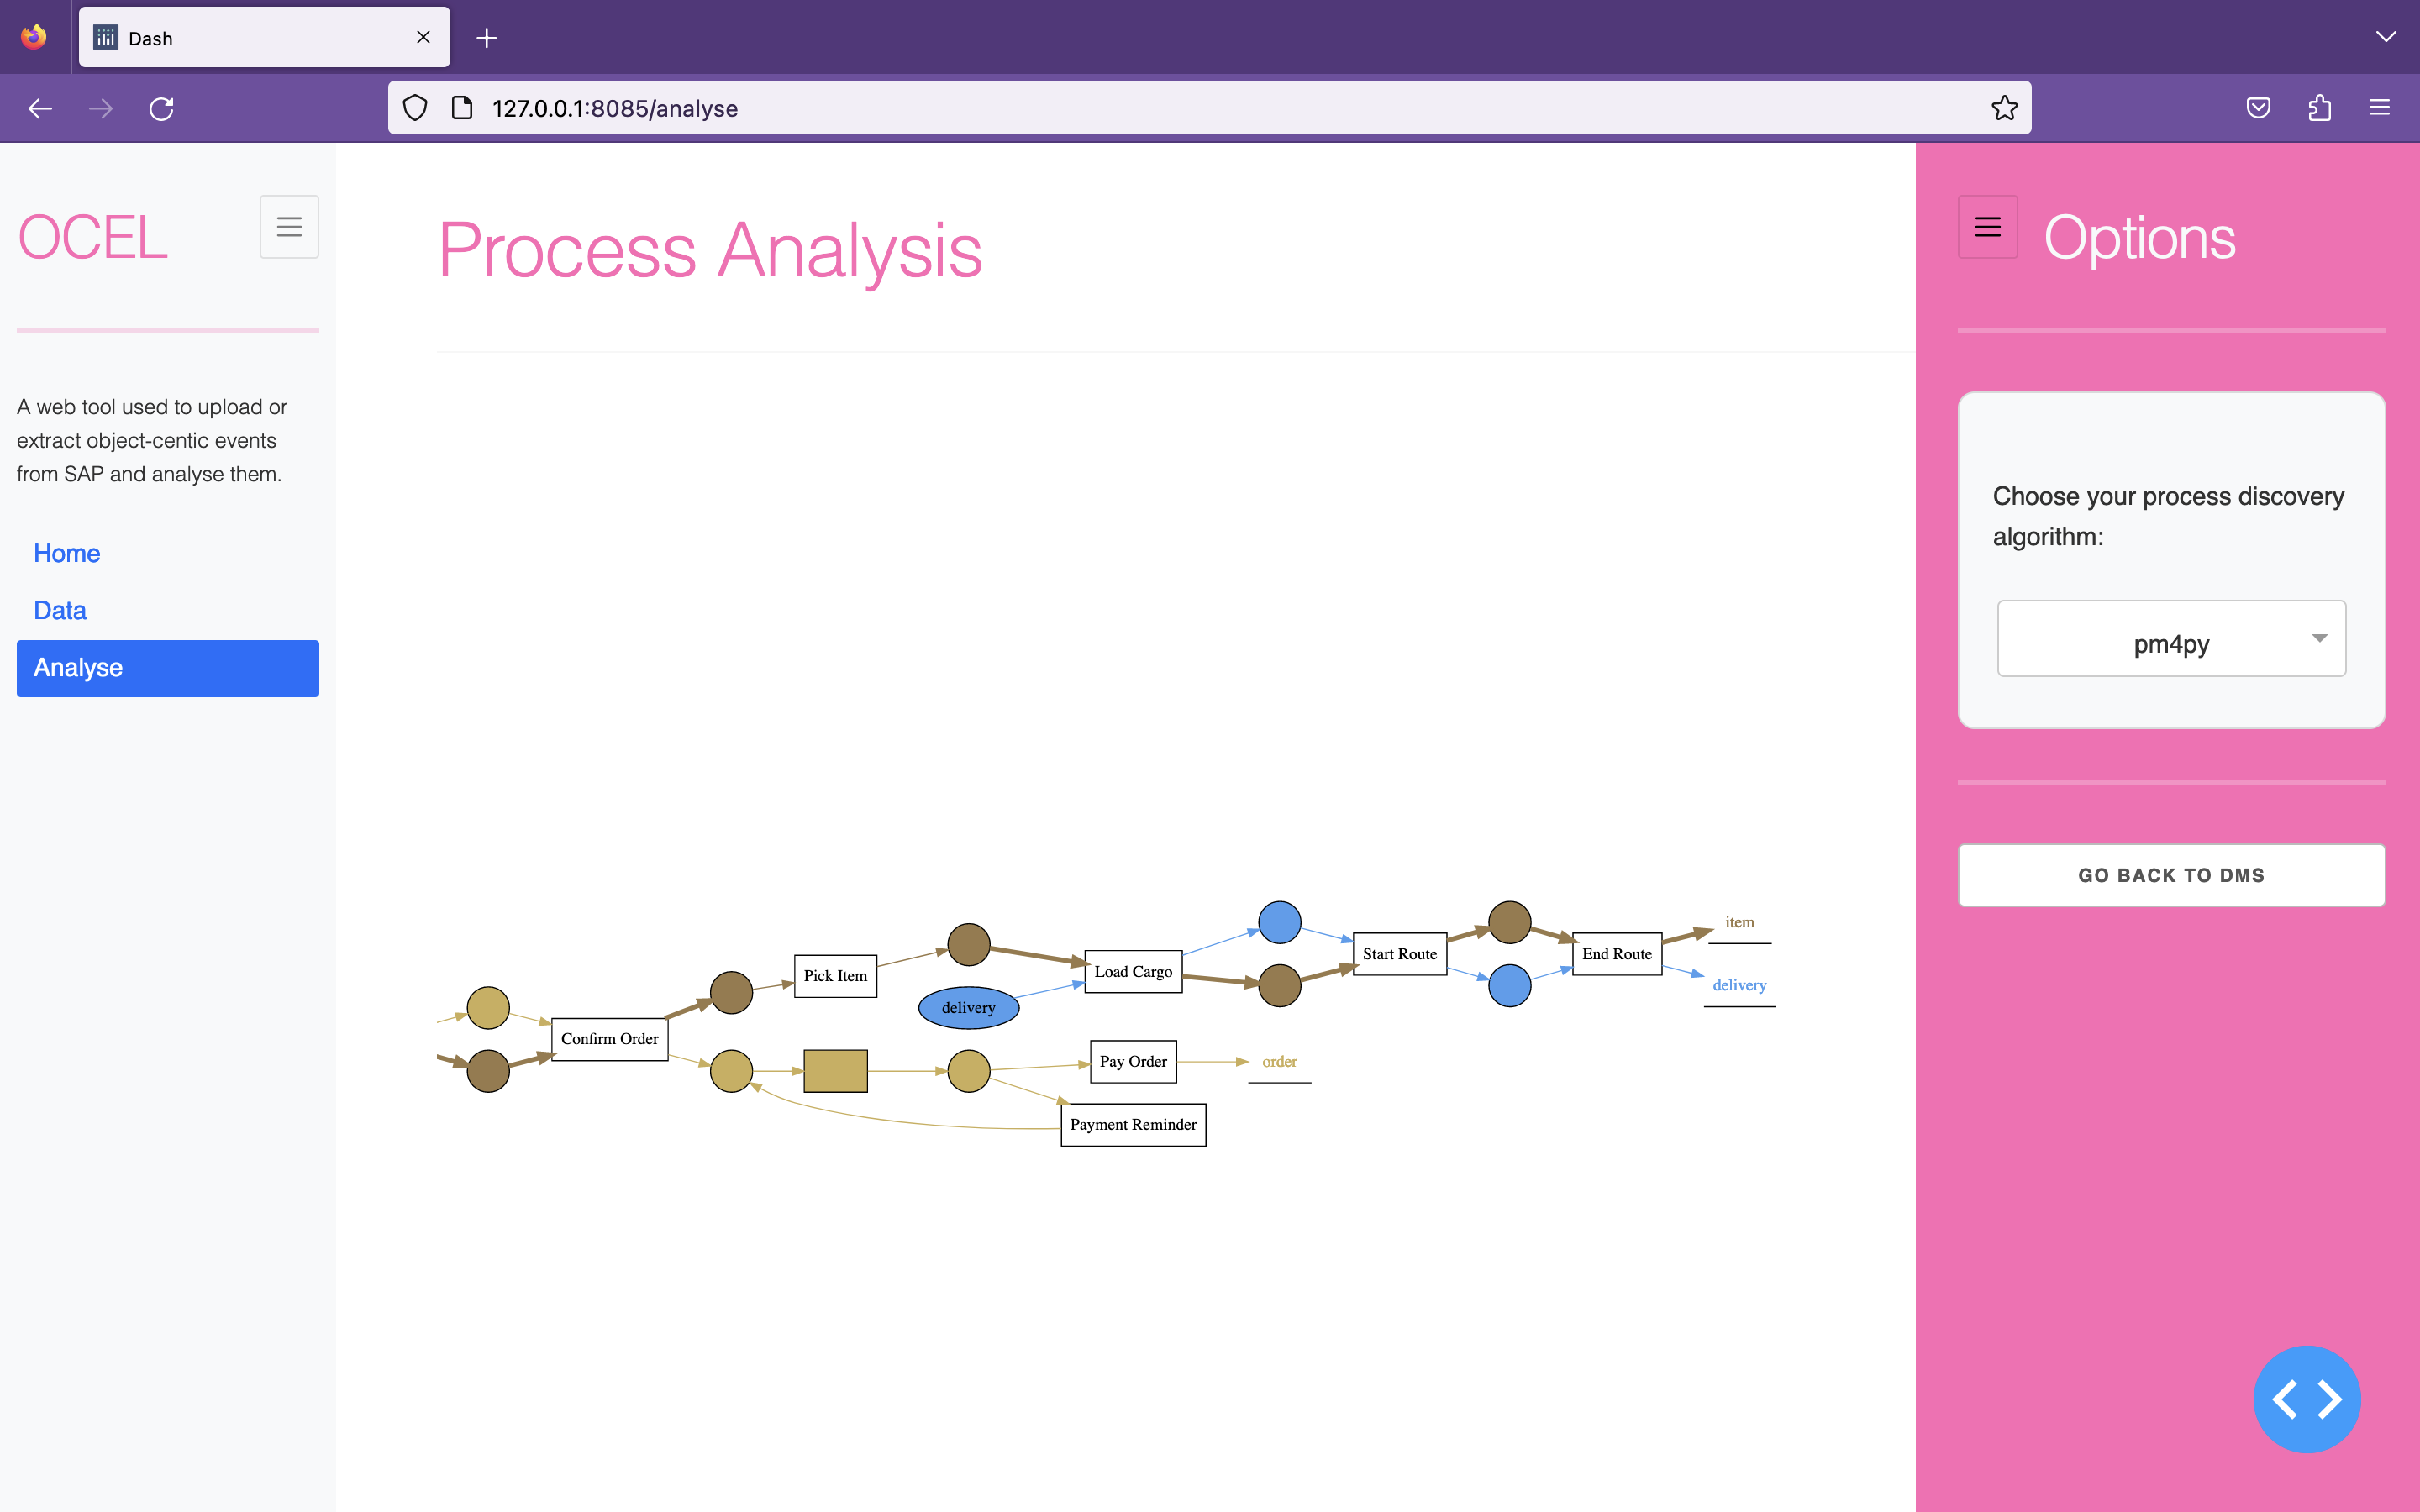 Dash
127.0.0.1:8085/analyse
OCEL
A web tool used to upload or
extract object-centic events
from SAP and analyse them.
Home
Data
Analyse
Process Analysis
Confirm Order
Pick Item
delivery
Load Cargo
Start Route
End Route
item
delivery
Pay Order
order
Payment Reminder
Options
Choose your process discovery
algorithm:
pm4py
GO BACK TO DMS